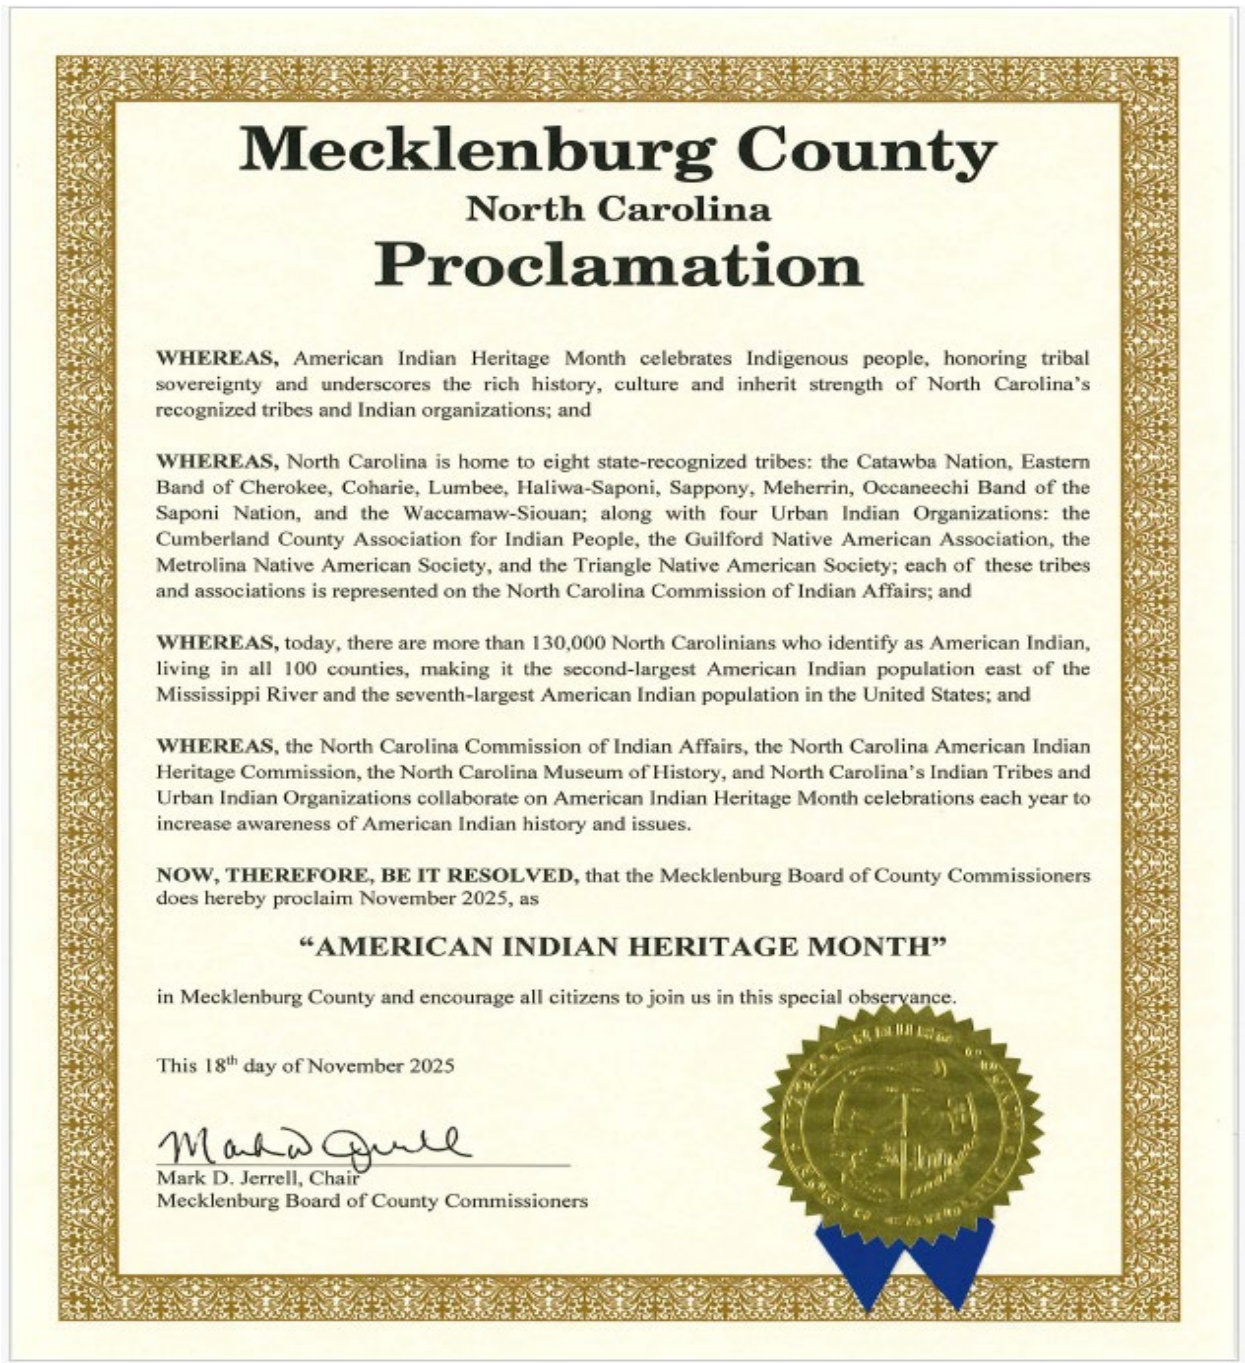 Mecklenburg County
North Carolina
Proclamation
WHEREAS, American Indian Heritage Month celebrates Indigenous people, honoring tribal
sovereignty and underscores the rich history, culture and inherit strength of North Carolina's
recognized tribes and Indian organizations; and
WHEREAS, North Carolina is home to eight state-recognized tribes: the Catawba Nation, Eastern
Band of Cherokee, Coharie, Lumbee, Haliwa-Saponi, Sappony, Meherrin, Occaneechi Band of the
Saponi Nation, and the Waccamaw-Siouan; along with four Urban Indian Organizations: the
Cumberland County Association for Indian People, the Guilford Native American Association, the
Metrolina Native American Society, and the Triangle Native American Society; each of these tribes
and associations is represented on the North Carolina Commission of Indian Affairs; and
WHEREAS, today, there are more than 130,000 North Carolinians who identify as American Indian,
living in all 100 counties, making it the second-largest American Indian population east of the
Mississippi River and the seventh-largest American Indian population in the United States; and
WHEREAS, the North Carolina Commission of Indian Affairs, the North Carolina American Indian
Heritage Commission, the North Carolina Museum of History, and North Carolina's Indian Tribes and
Urban Indian Organizations collaborate on American Indian Heritage Month celebrations each year to
increase awareness of American Indian history and issues.
NOW, THEREFORE, BE IT RESOLVED, that the Mecklenburg Board of County Commissioners
does hereby proclaim November 2025, as
"AMERICAN INDIAN HERITAGE MONTH"
in Mecklenburg County and encourage all citizens to join us in this special observance.
This 18th day of November 2025
Mark D. Jerrell, Chair
Mecklenburg Board of County Commissioners